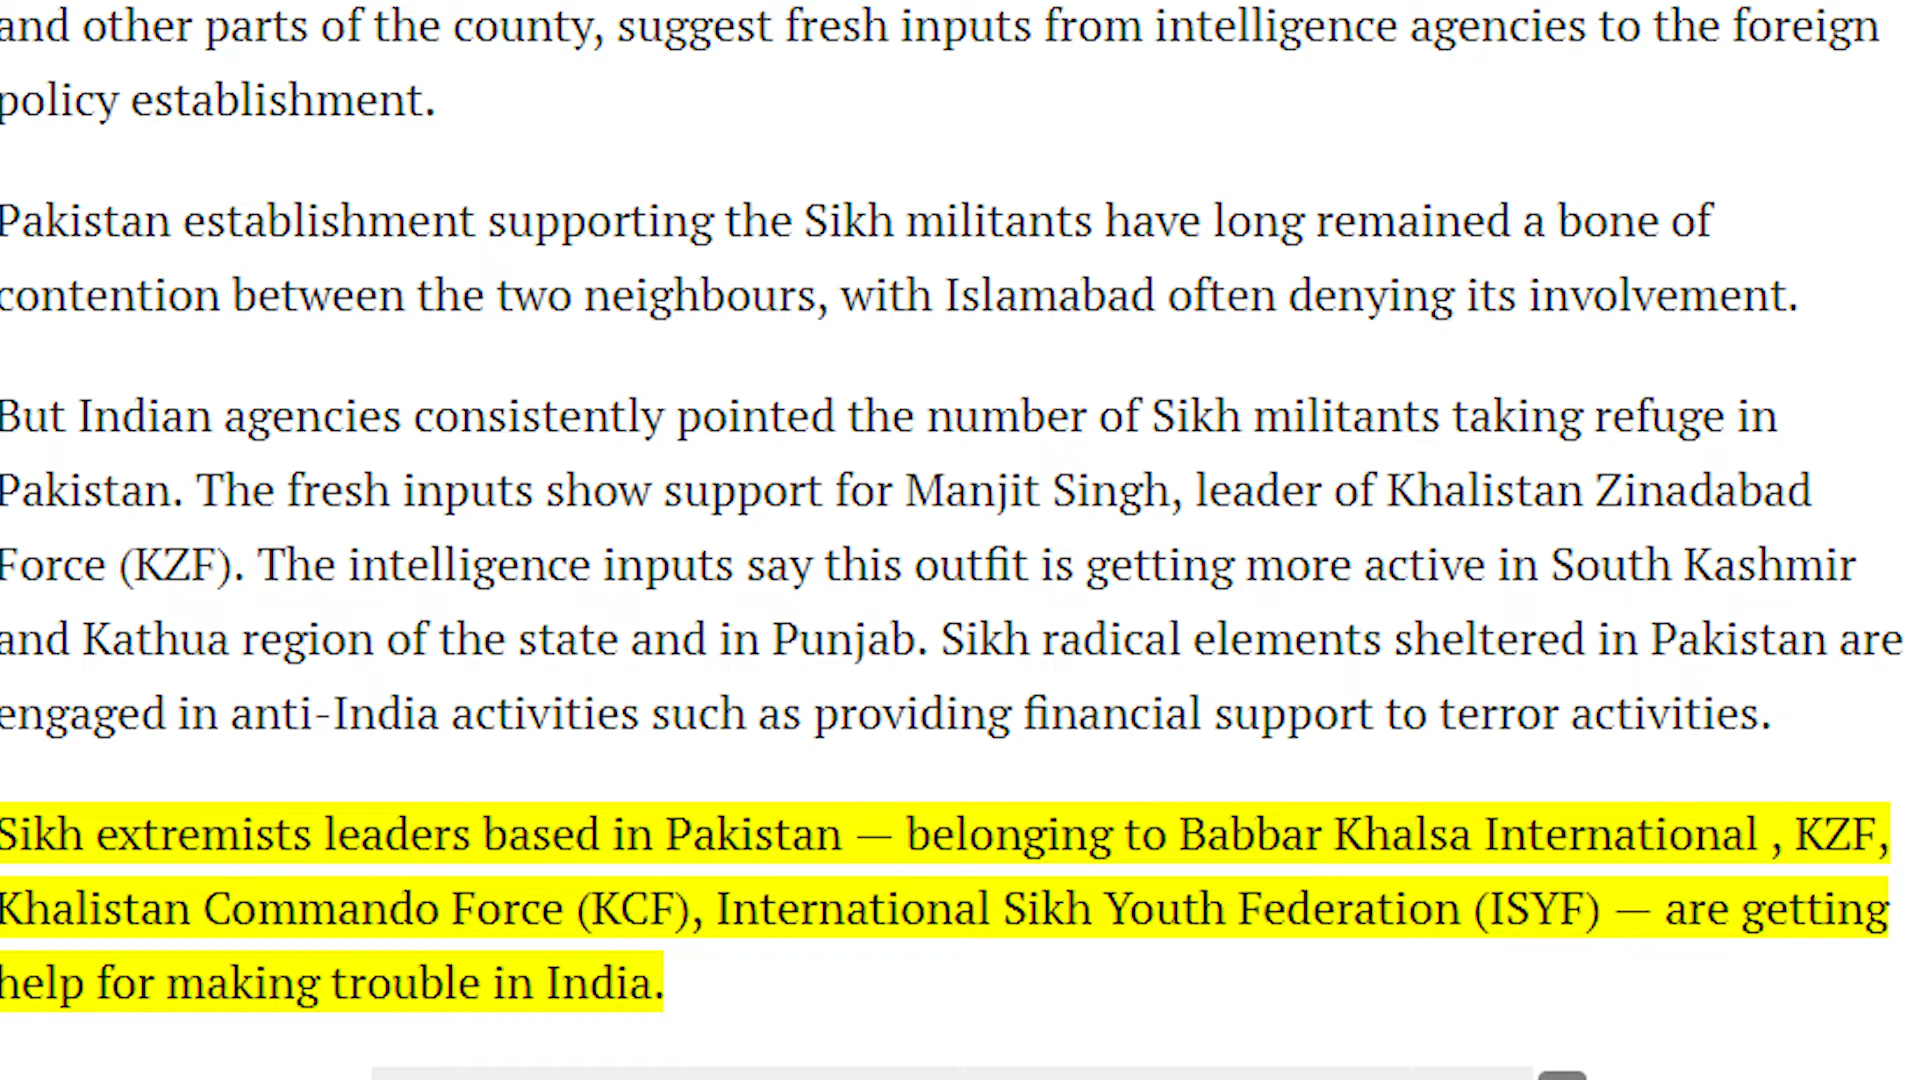 and other parts of the county, suggest fresh inputs from intelligence agencies to the foreign
policy establishment.
Pakistan establishment supporting the Sikh militants have long remained a bone of
contention between the two neighbours, with Islamabad often denying its involvement.
But Indian agencies consistently pointed the number of Sikh militants taking refuge in
Pakistan. The fresh inputs show support for Manjit Singh, leader of Khalistan Zinadabad
Force (KZF). The intelligence inputs say this outfit is getting more active in South Kashmir
and Kathua region of the state and in Punjab. Sikh radical elements sheltered in Pakistan are
engaged in anti-India activities such as providing financial support to terror activities.
Sikh extremists leaders based in Pakistan — belonging to Babbar Khalsa International , KZF,
Khalistan Commando Force (KCF), International Sikh Youth Federation (ISYF) — are getting
help for making trouble in India.